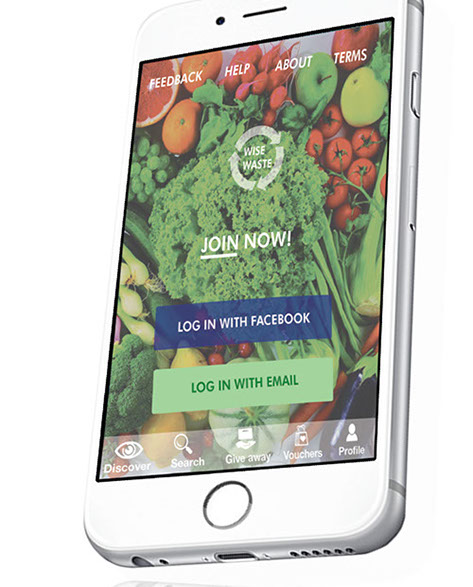 FEEDBACK HELP ABOUT TERMS
WISE
WASTE
JOIN NOW!
LOG IN WITH FACEBOOK
LOG IN WITH EMAIL
Discover Search Give away Vouchers Profile